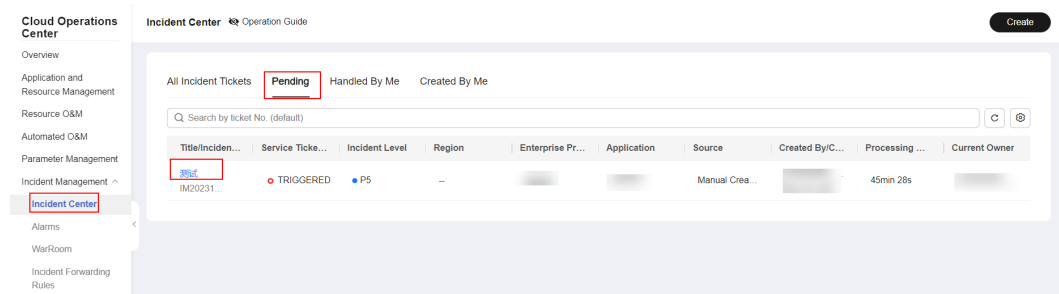 Cloud Operations
Center
Overview
Application and
Resource Management
Resource O&M
Automated O&M
Parameter Management
Incident Management
Incident Center
Alarms
WarRoom
Incident Forwarding
Rules
Incident Center Operation Guide
Create
All Incident Tickets Pending Handled By Me Created By Me
Search by ticket No. (default)
Title/Inciden... Service Ticke... Incident Level Region Enterprise Pr... Application Source Created By/C... Processing ... Current Owner
测试
IM20231...
TRIGGERED P5 -- Manual Crea... 45min 28s